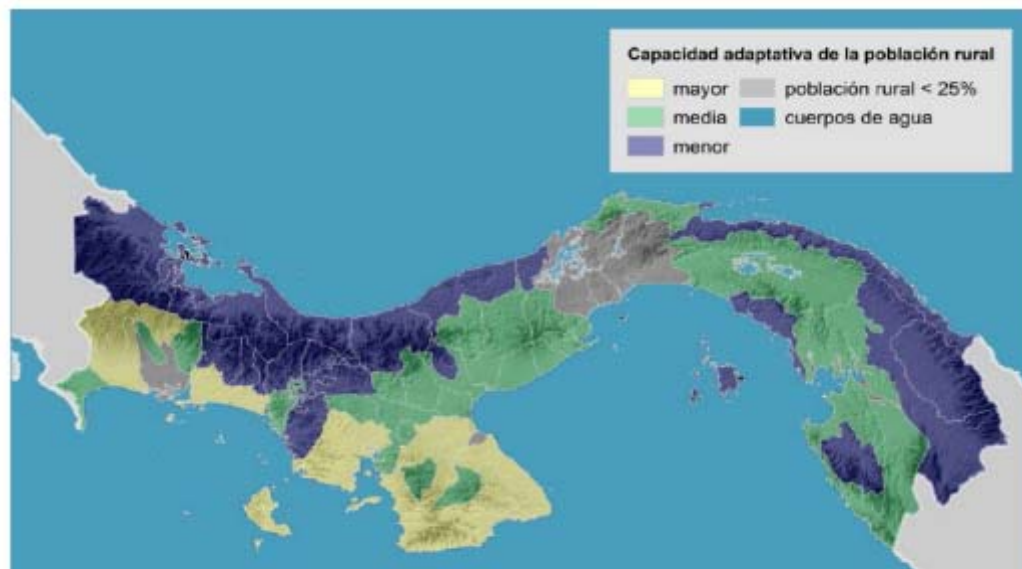 Capacidad adaptativa de la población rural
mayor
población rural < 25%
media
cuerpos de agua
menor